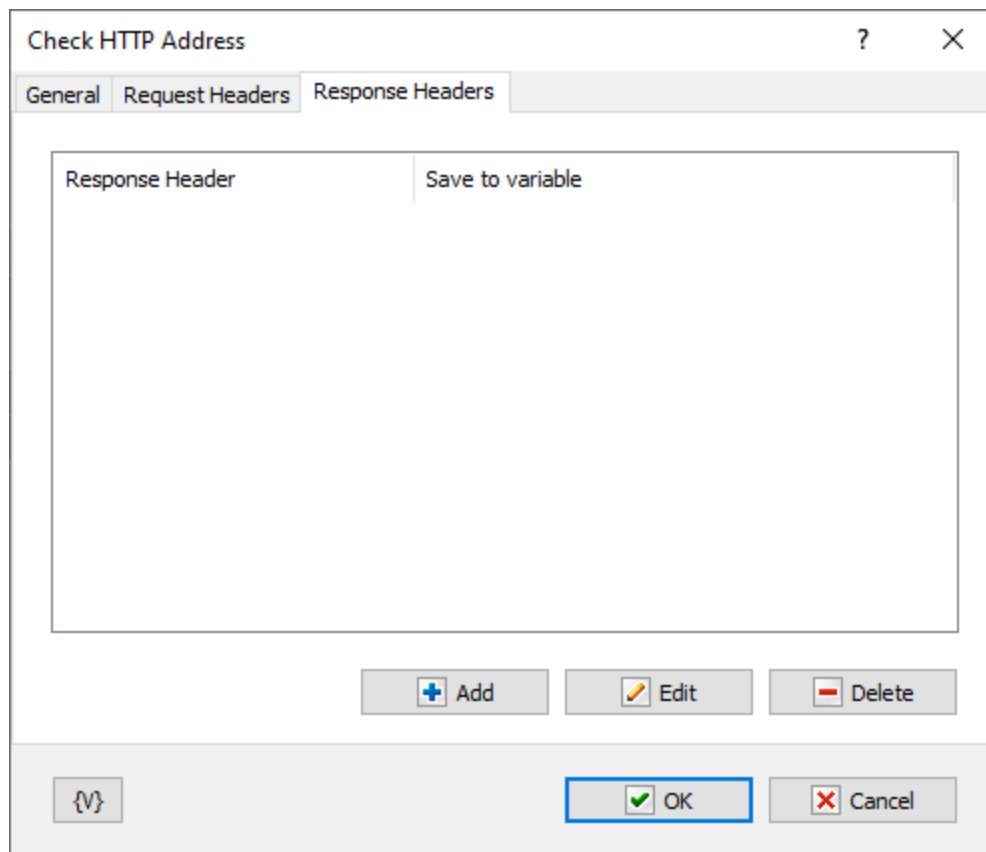 Check HTTP Address ?
General Request Headers Response Headers
Response Header Save to variable
Add Edit Delete
{V} OK Cancel